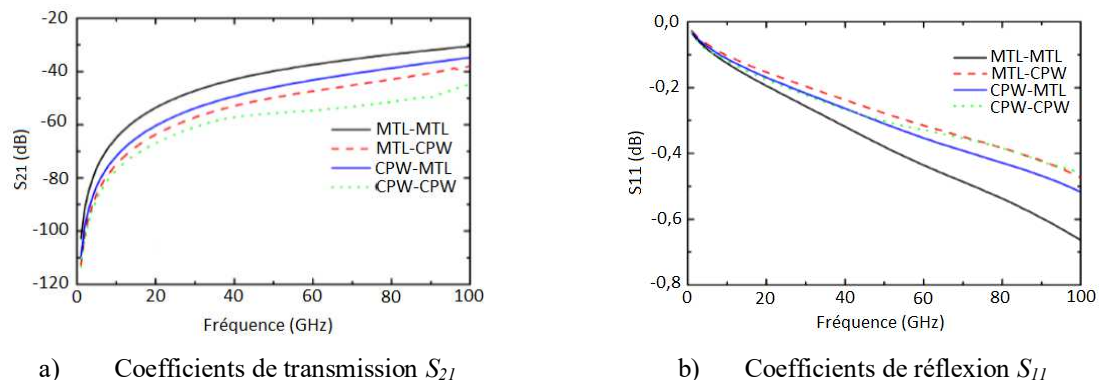 -20
-40
-60
-80
-100
-120
0
20
40
60
80
100
S21 (dB)
Fréquence (GHz)
MTL-MTL
MTL-CPW
CPW-MTL
CPW-CPW
0,0
-0,2
-0,4
-0,6
-0,8
0
20
40
60
80
100
S11 (dB)
Fréquence (GHz)
MTL-MTL
MTL-CPW
CPW-MTL
CPW-CPW
a) Coefficients de transmission S21
b) Coefficients de réflexion S11